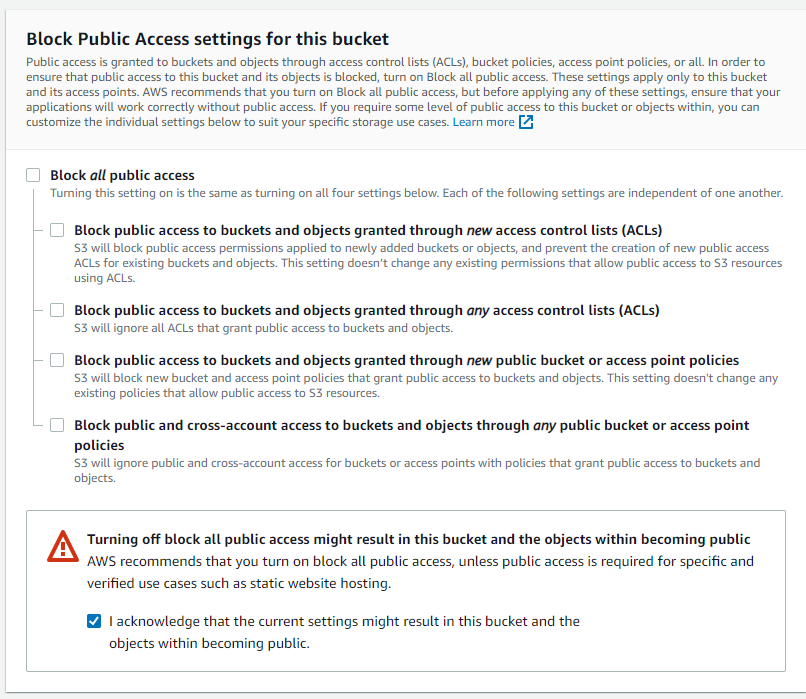 Block Public Access settings for this bucket
Public access is granted to buckets and objects through access control lists (ACLs), bucket policies, access point policies, or all. In order to
ensure that public access to this bucket and its objects is blocked, turn on Block all public access. These settings apply only to this bucket
and its access points. AWS recommends that you turn on Block all public access, but before applying any of these settings, ensure that your
applications will work correctly without public access. If you require some level of public access to this bucket or objects within, you can
customize the individual settings below to suit your specific storage use cases. Learn more
Block all public access
Turning this setting on is the same as turning on all four settings below. Each of the following settings are independent of one another.
Block public access to buckets and objects granted through new access control lists (ACLs)
S3 will block public access permissions applied to newly added buckets or objects, and prevent the creation of new public access
ACLs for existing buckets and objects. This setting doesn't change any existing permissions that allow public access to S3 resources
using ACLs.
Block public access to buckets and objects granted through any access control lists (ACLs)
S3 will ignore all ACLs that grant public access to buckets and objects.
Block public access to buckets and objects granted through new public bucket or access point policies
S3 will block new bucket and access point policies that grant public access to buckets and objects. This setting doesn't change any
existing policies that allow public access to S3 resources.
Block public and cross-account access to buckets and objects through any public bucket or access point
policies
S3 will ignore public and cross-account access for buckets or access points with policies that grant public access to buckets and
objects.
Turning off block all public access might result in this bucket and the objects within becoming public
AWS recommends that you turn on block all public access, unless public access is required for specific and
verified use cases such as static website hosting.
I acknowledge that the current settings might result in this bucket and the
objects within becoming public.